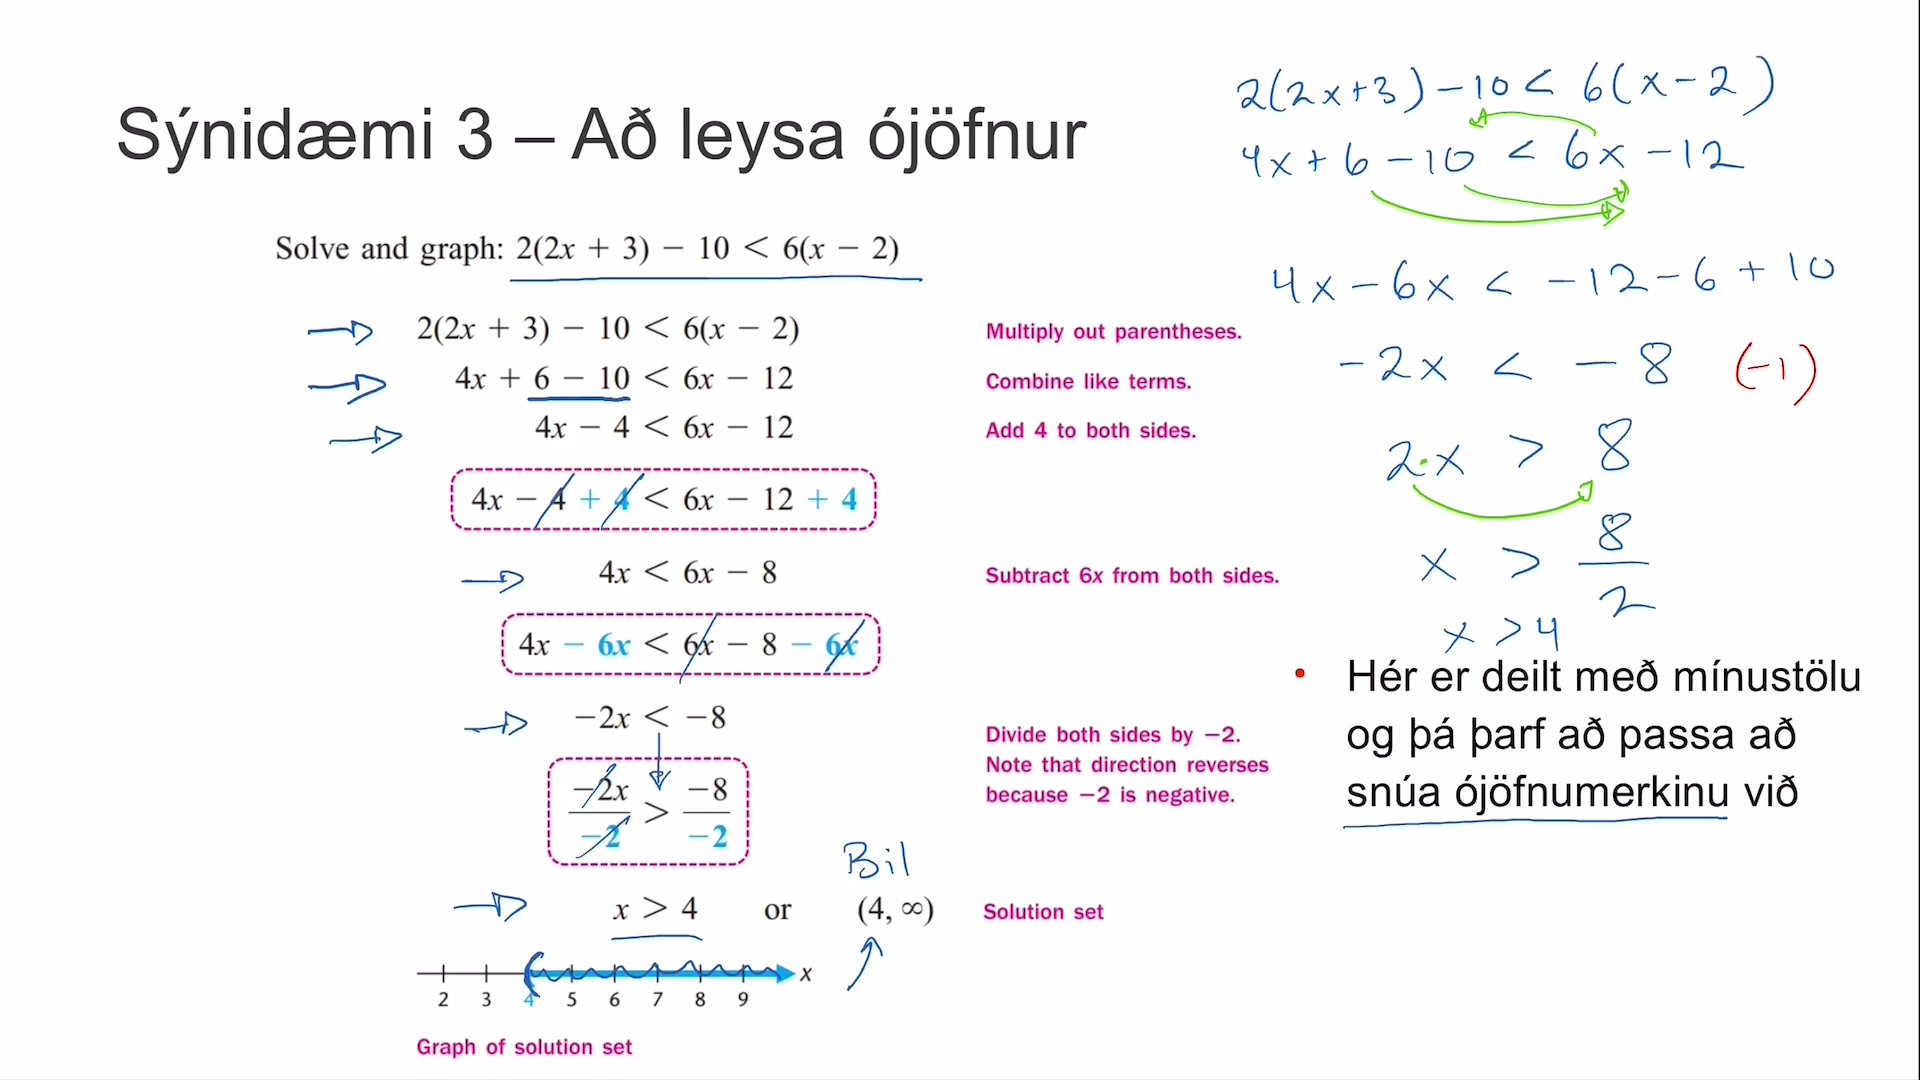 Sýnidæmi 3 – Að leysa ójöfnur
Solve and graph: 2(2x + 3) − 10 < 6(x − 2)
2(2x + 3) − 10 < 6(x − 2) Multiply out parentheses.
4x + 6 − 10 < 6x − 12 Combine like terms.
4x − 4 < 6x − 12 Add 4 to both sides.
4x − 4 + 4 < 6x − 12 + 4
4x < 6x − 8 Subtract 6x from both sides.
4x − 6x < 6x − 8 − 6x
−2x < −8 Divide both sides by −2.
Note that direction reverses
because −2 is negative.
−2x −8
>
−2 −2
Bil
x > 4 or (4, ∞) Solution set
x
2 3 4 5 6 7 8 9
Graph of solution set
2(2x+3)−10 < 6(x−2)
4x+6−10 < 6x−12
4x−6x < −12−6+10
−2x < −8 (−1)
2·x > 8
x > 8
2
x > 4
• Hér er deilt með mínustölu
og þá þarf að passa að
snúa ójöfnumerkinu við